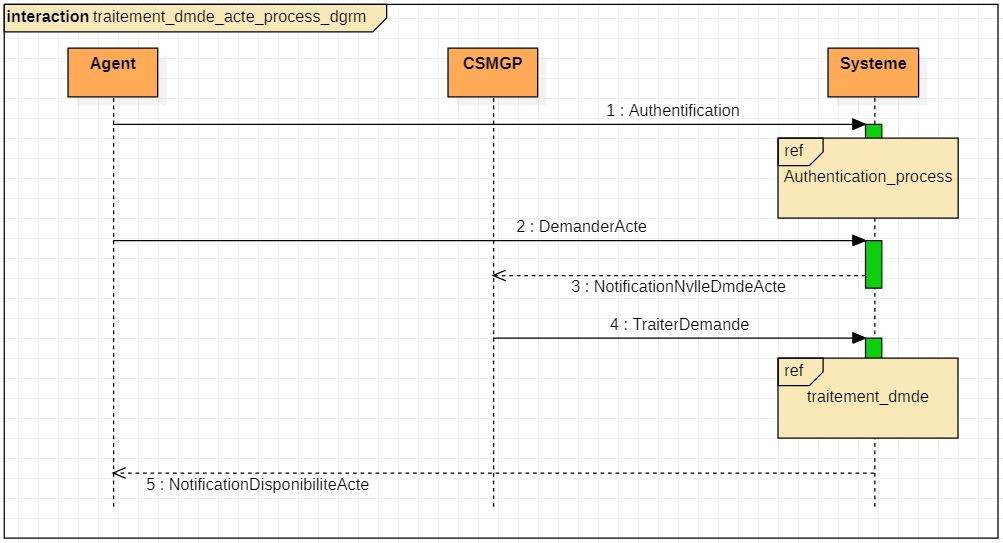 interaction traitement_dmde_acte_process_dgrm
Agent
CSMGP
Systeme
1 : Authentification
ref
Authentication_process
2 : DemanderActe
3 : NotificationNvlleDmdeActe
4 : TraiterDemande
ref
traitement_dmde
5 : NotificationDisponibiliteActe